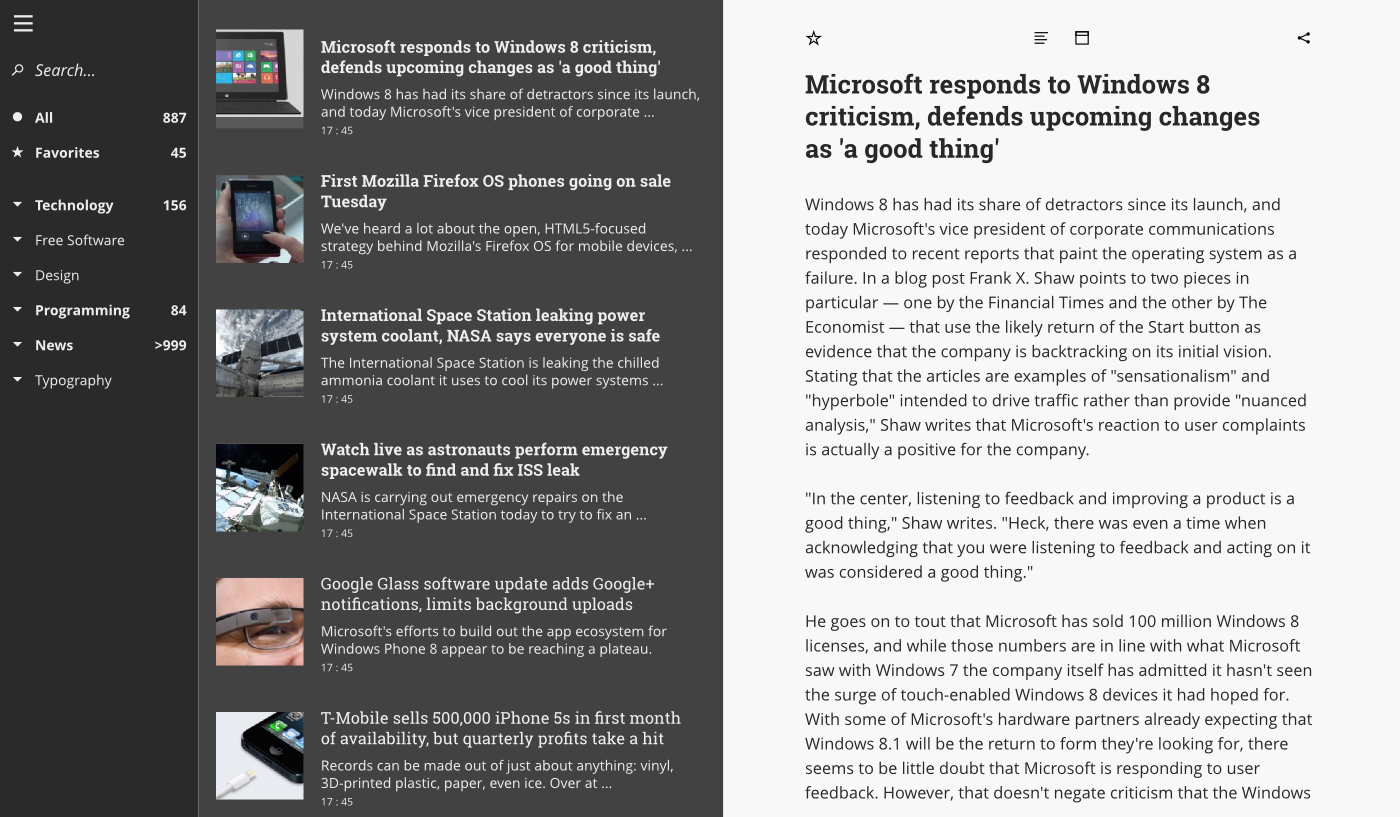 Search...
All 887
Favorites 45
Technology 156
Free Software
Design
Programming 84
News >999
Typography
Microsoft responds to Windows 8 criticism,
defends upcoming changes as 'a good thing'
Windows 8 has had its share of detractors since its launch,
and today Microsoft's vice president of corporate ...
17 : 45
First Mozilla Firefox OS phones going on sale
Tuesday
We've heard a lot about the open, HTML5-focused
strategy behind Mozilla's Firefox OS for mobile devices, ...
17 : 45
International Space Station leaking power
system coolant, NASA says everyone is safe
The International Space Station is leaking the chilled
ammonia coolant it uses to cool its power systems ...
17 : 45
Watch live as astronauts perform emergency
spacewalk to find and fix ISS leak
NASA is carrying out emergency repairs on the
International Space Station today to try to fix an ...
17 : 45
Google Glass software update adds Google+
notifications, limits background uploads
Microsoft's efforts to build out the app ecosystem for
Windows Phone 8 appear to be reaching a plateau.
17 : 45
T-Mobile sells 500,000 iPhone 5s in first month
of availability, but quarterly profits take a hit
Records can be made out of just about anything: vinyl,
3D-printed plastic, paper, even ice. Over at ...
17 : 45
Microsoft responds to Windows 8
criticism, defends upcoming changes
as 'a good thing'
Windows 8 has had its share of detractors since its launch, and
today Microsoft's vice president of corporate communications
responded to recent reports that paint the operating system as a
failure. In a blog post Frank X. Shaw points to two pieces in
particular — one by the Financial Times and the other by The
Economist — that use the likely return of the Start button as
evidence that the company is backtracking on its initial vision.
Stating that the articles are examples of "sensationalism" and
"hyperbole" intended to drive traffic rather than provide "nuanced
analysis," Shaw writes that Microsoft's reaction to user complaints
is actually a positive for the company.
"In the center, listening to feedback and improving a product is a
good thing," Shaw writes. "Heck, there was even a time when
acknowledging that you were listening to feedback and acting on it
was considered a good thing."
He goes on to tout that Microsoft has sold 100 million Windows 8
licenses, and while those numbers are in line with what Microsoft
saw with Windows 7 the company itself has admitted it hasn't seen
the surge of touch-enabled Windows 8 devices it had hoped for.
With some of Microsoft's hardware partners already expecting that
Windows 8.1 will be the return to form they're looking for, there
seems to be little doubt that Microsoft is responding to user
feedback. However, that doesn't negate criticism that the Windows